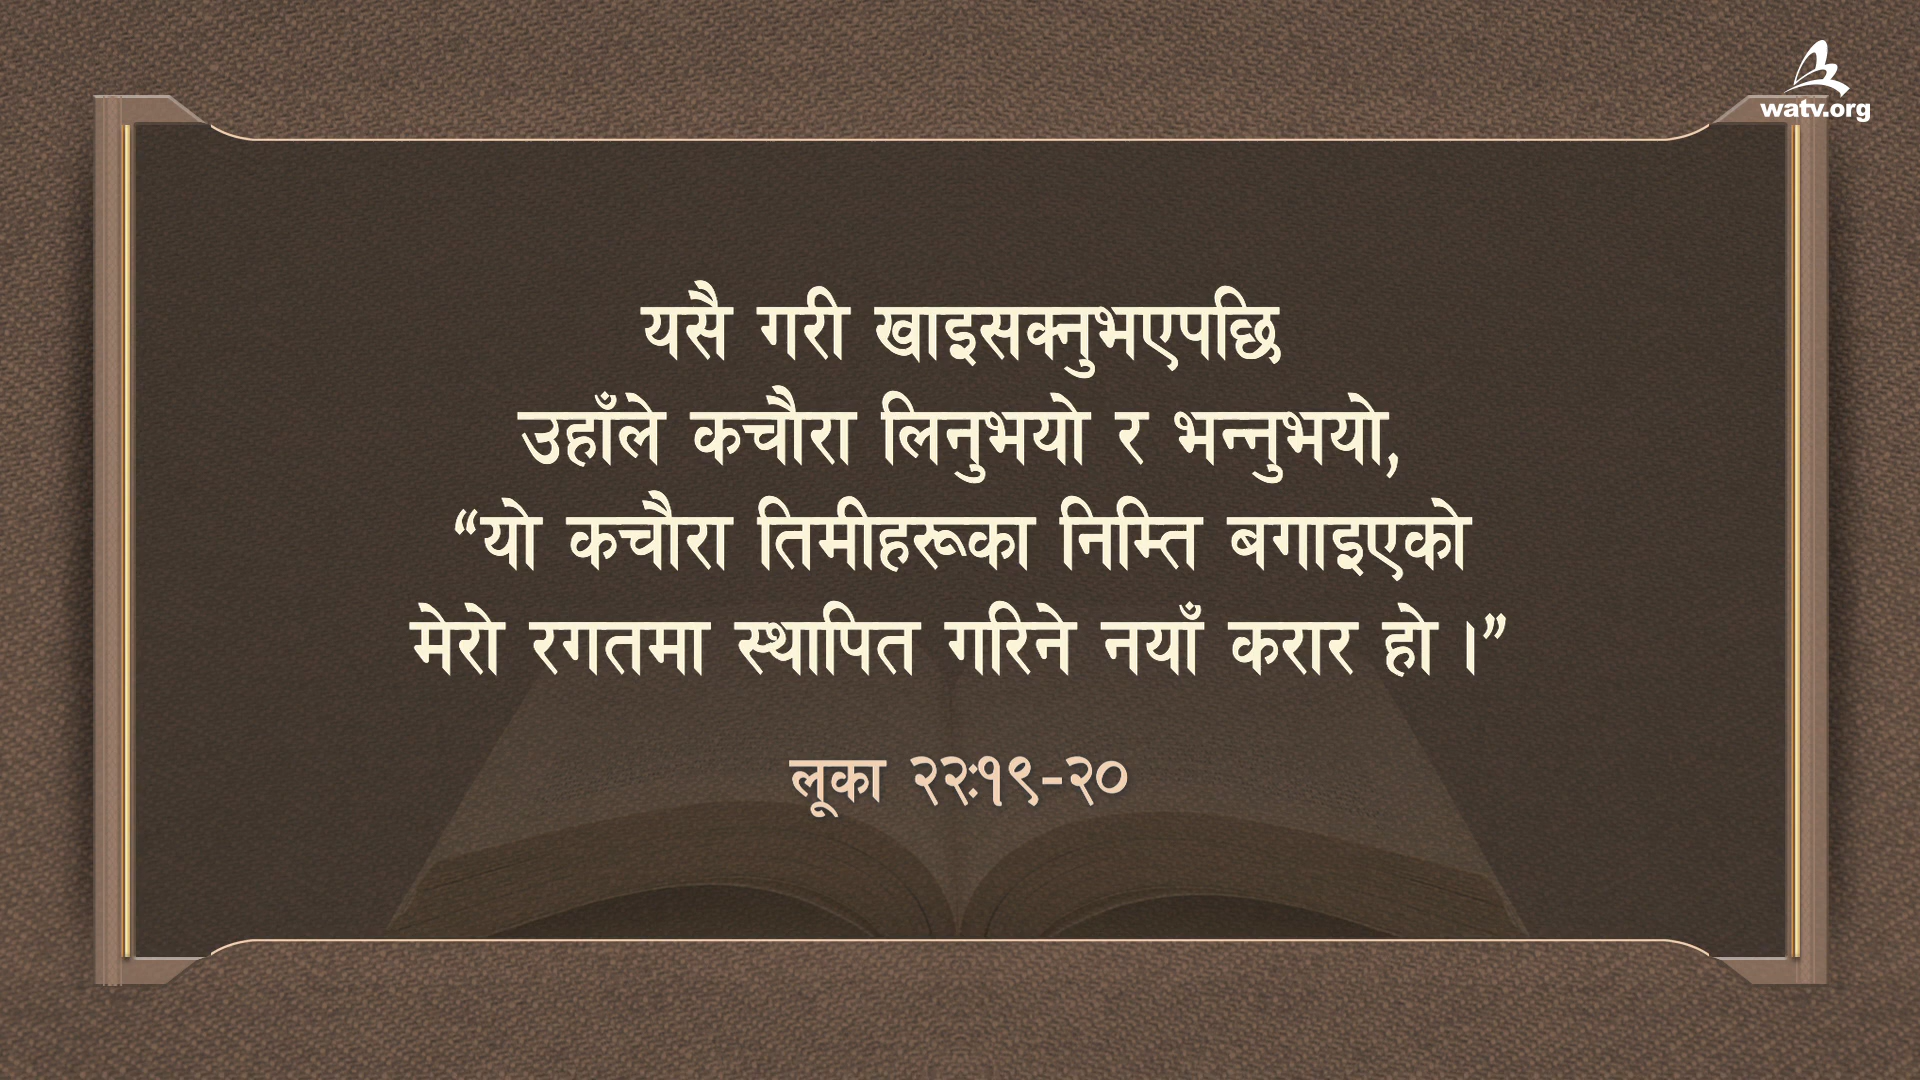 watv.org
यसै गरी खाइसक्नुभएपछि
उहाँले कचौरा लिनुभयो र भन्नुभयो,
“यो कचौरा तिमीहरूका निम्ति बगाइएको
मेरो रगतमा स्थापित गरिने नयाँ करार हो ।”
लूका २२:१९-२०